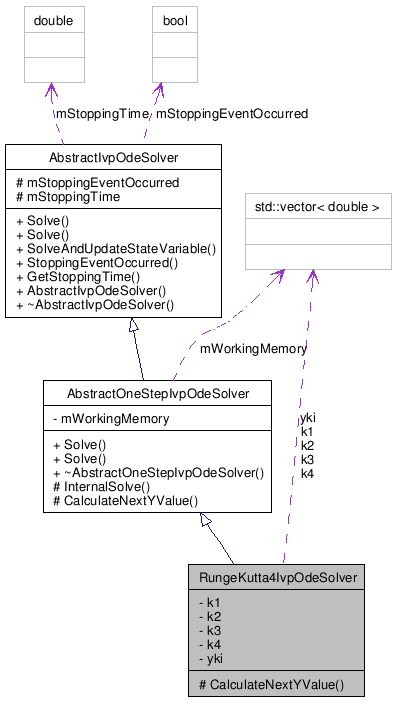 double
bool
mStoppingTime
mStoppingEventOccurred
AbstractIvpOdeSolver
# mStoppingEventOccurred
# mStoppingTime
+ Solve()
+ Solve()
+ SolveAndUpdateStateVariable()
+ StoppingEventOccurred()
+ GetStoppingTime()
+ AbstractIvpOdeSolver()
+ ~AbstractIvpOdeSolver()
std::vector< double >
mWorkingMemory
AbstractOneStepIvpOdeSolver
- mWorkingMemory
+ Solve()
+ Solve()
+ ~AbstractOneStepIvpOdeSolver()
# InternalSolve()
# CalculateNextYValue()
yki
k1
k2
k3
k4
RungeKutta4IvpOdeSolver
- k1
- k2
- k3
- k4
- yki
# CalculateNextYValue()